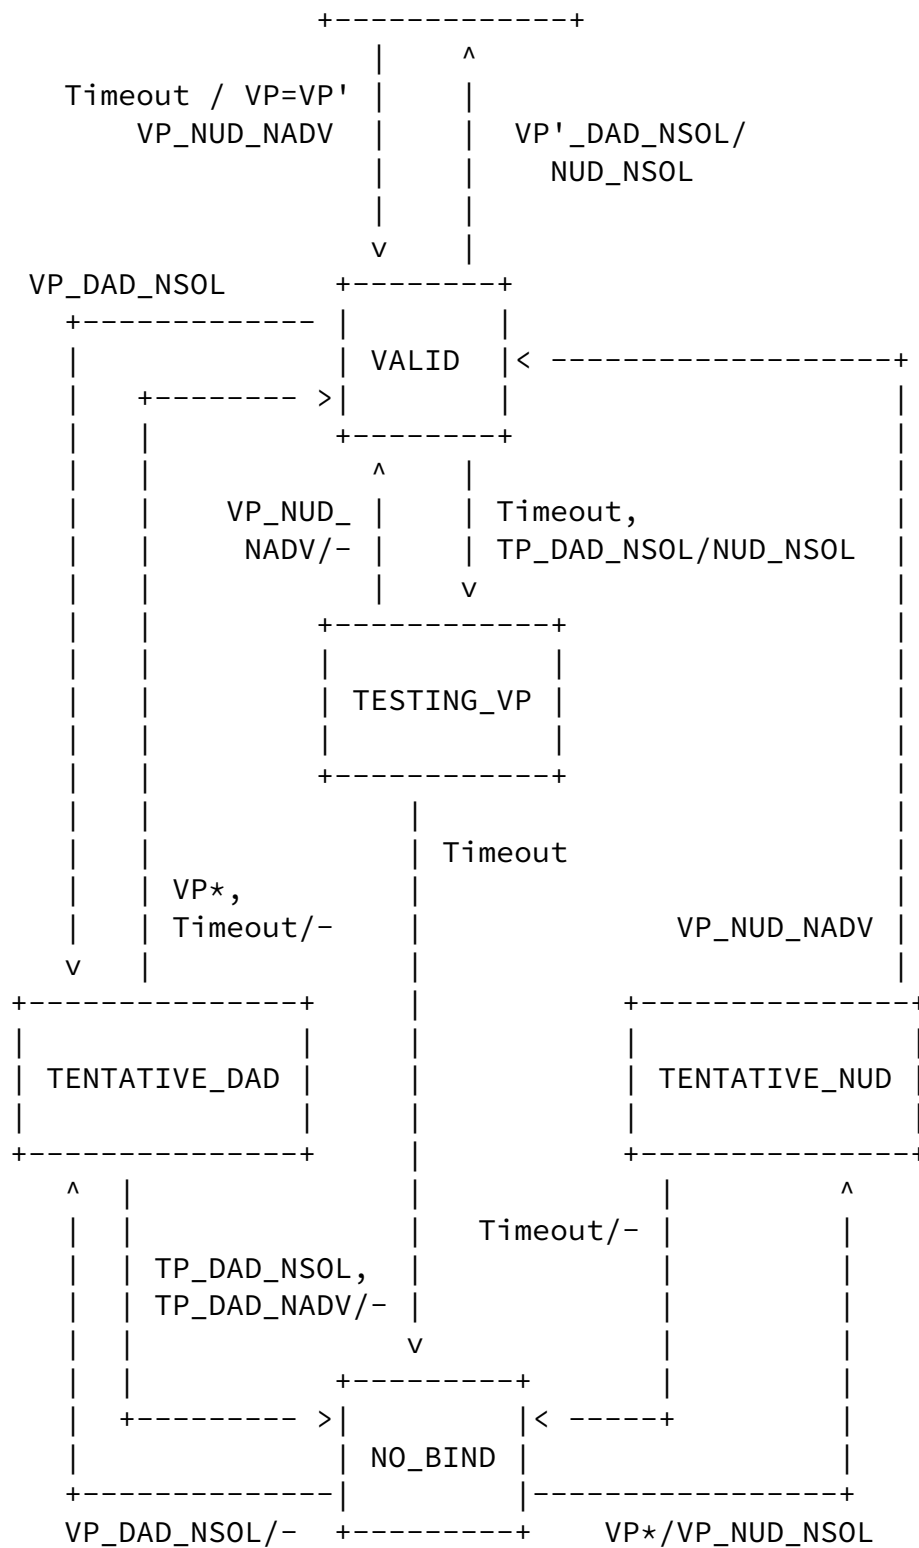 Timeout / VP=VP'
VP_NUD_NADV
VP'_DAD_NSOL/
NUD_NSOL
VP_DAD_NSOL
VALID
VP_NUD_
NADV/-
Timeout,
TP_DAD_NSOL/NUD_NSOL
TESTING_VP
Timeout
VP*,
Timeout/-
VP_NUD_NADV
TENTATIVE_DAD
TENTATIVE_NUD
Timeout/-
TP_DAD_NSOL,
TP_DAD_NADV/-
NO_BIND
VP_DAD_NSOL/-
VP*/VP_NUD_NSOL